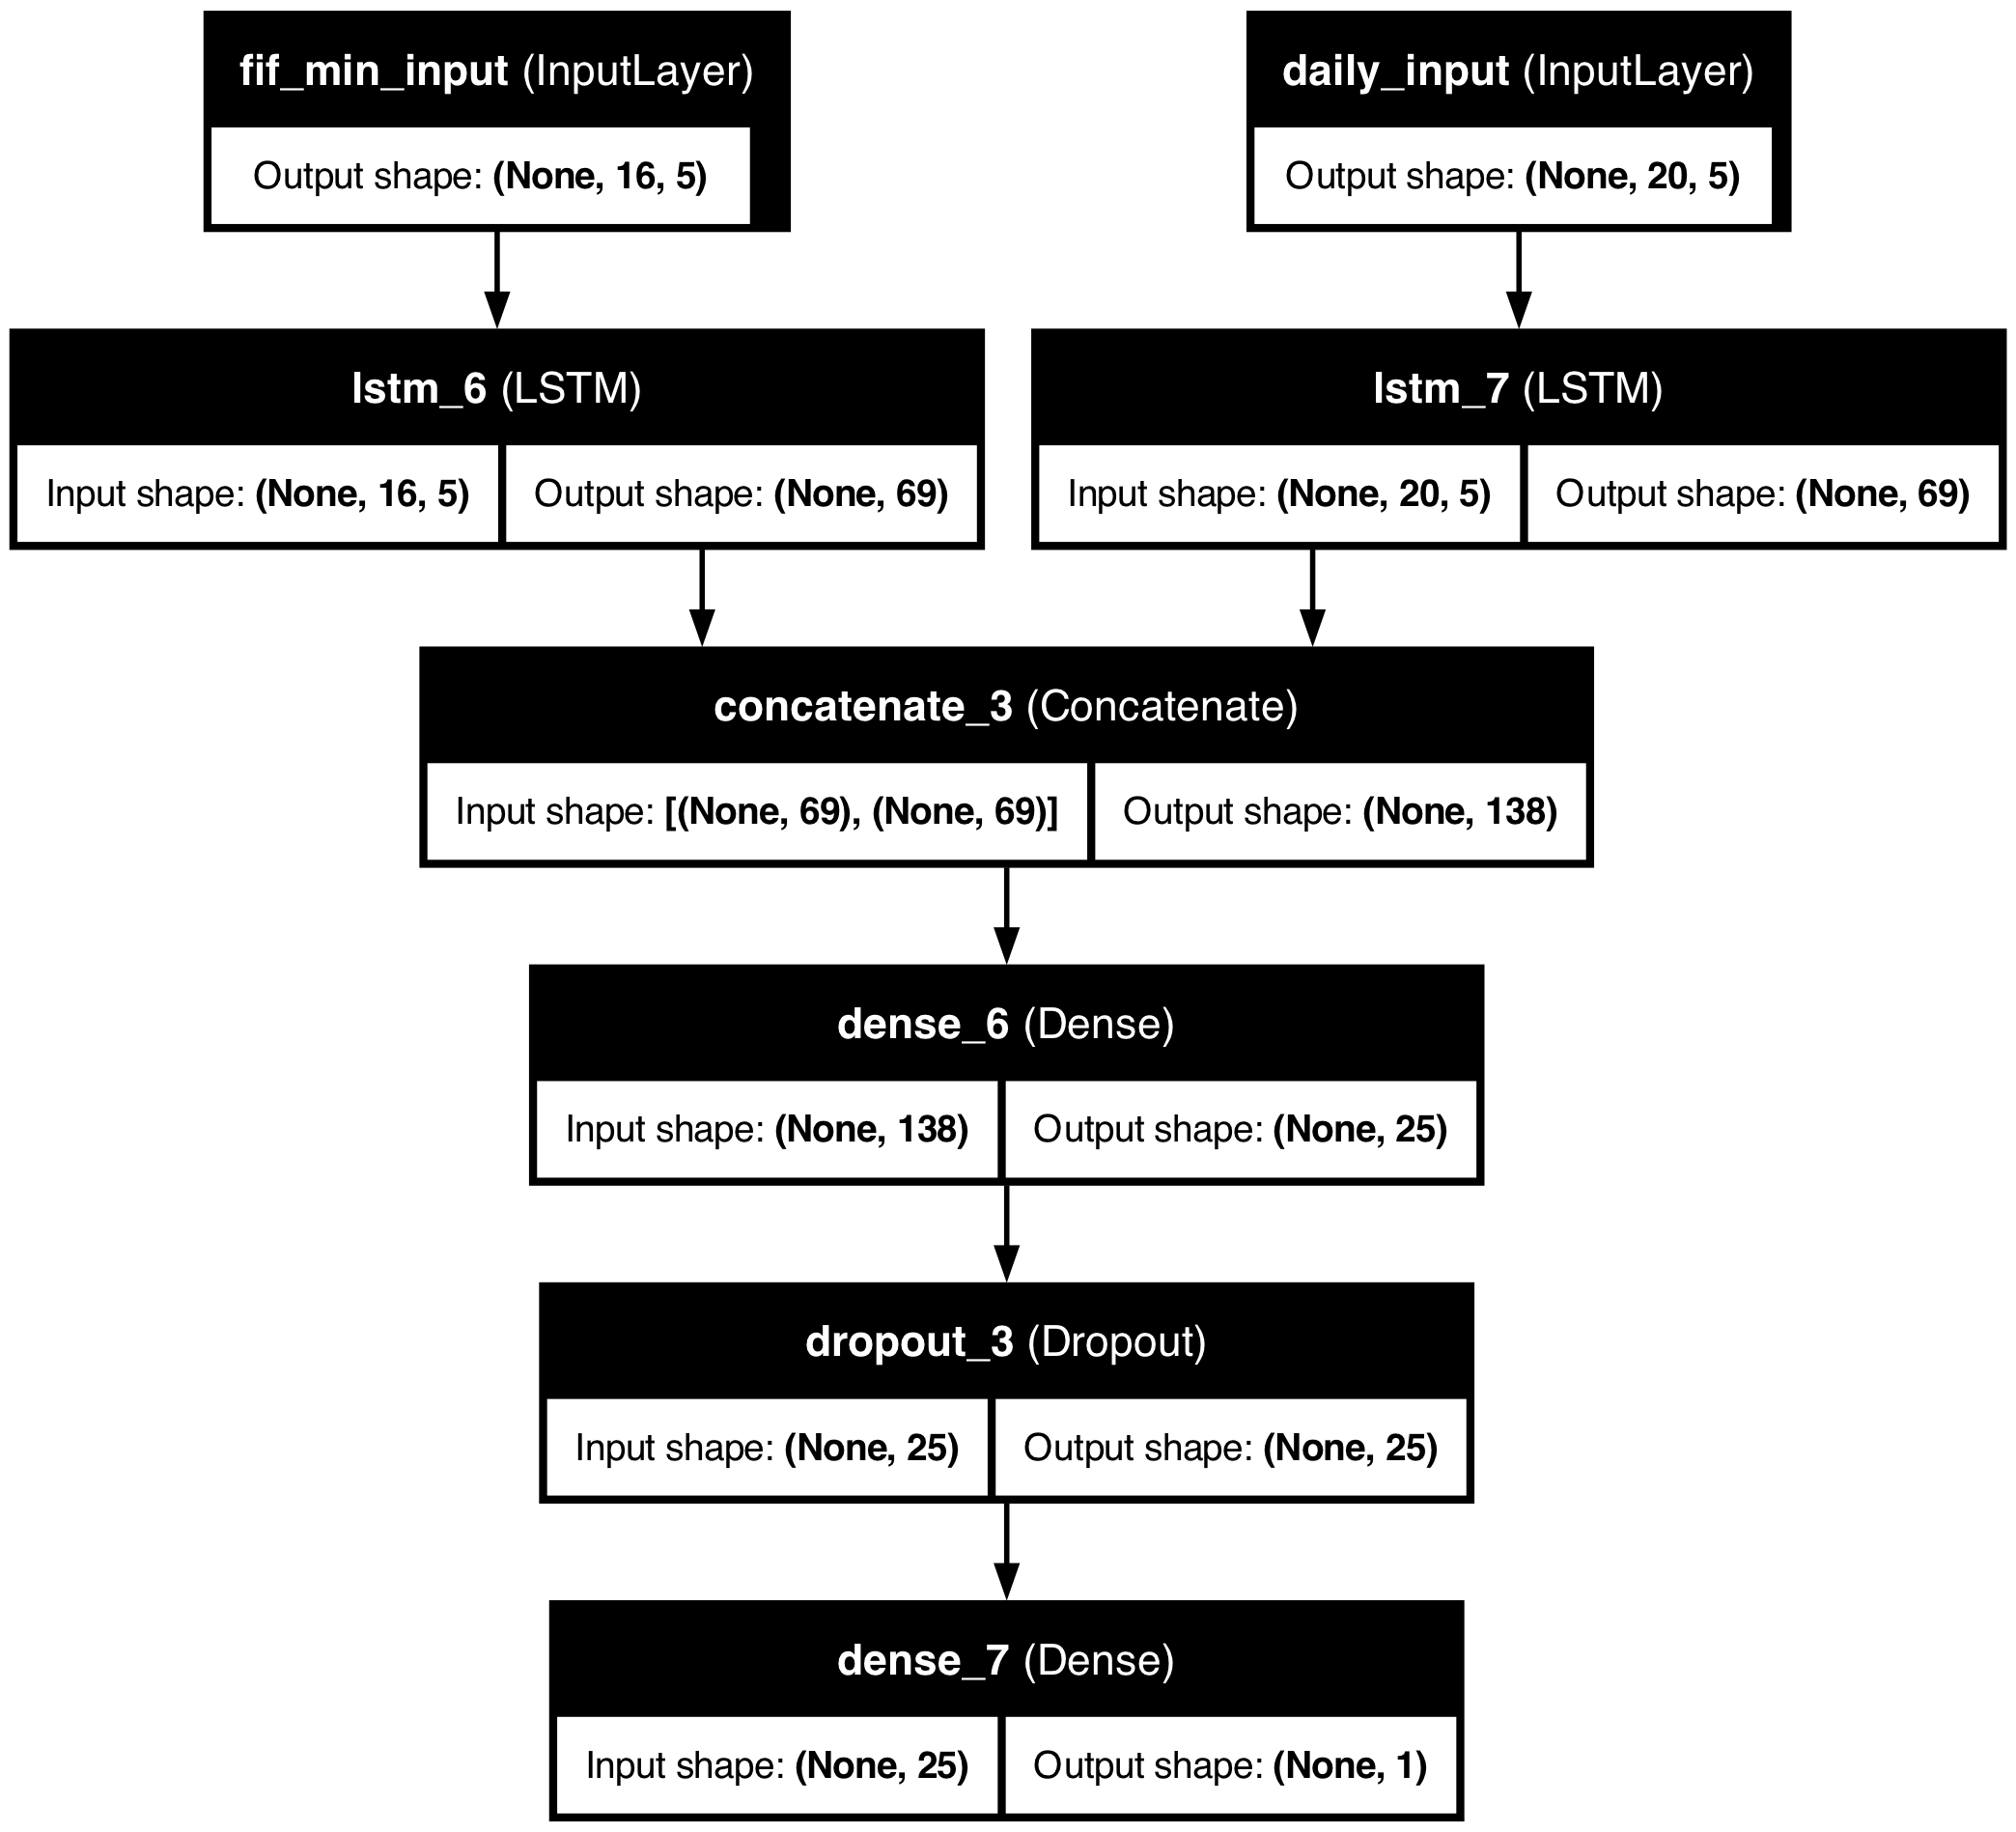 fif_min_input (InputLayer)
Output shape: (None, 16, 5)
daily_input (InputLayer)
Output shape: (None, 20, 5)
lstm_6 (LSTM)
Input shape: (None, 16, 5)
Output shape: (None, 69)
lstm_7 (LSTM)
Input shape: (None, 20, 5)
Output shape: (None, 69)
concatenate_3 (Concatenate)
Input shape: [(None, 69), (None, 69)]
Output shape: (None, 138)
dense_6 (Dense)
Input shape: (None, 138)
Output shape: (None, 25)
dropout_3 (Dropout)
Input shape: (None, 25)
Output shape: (None, 25)
dense_7 (Dense)
Input shape: (None, 25)
Output shape: (None, 1)